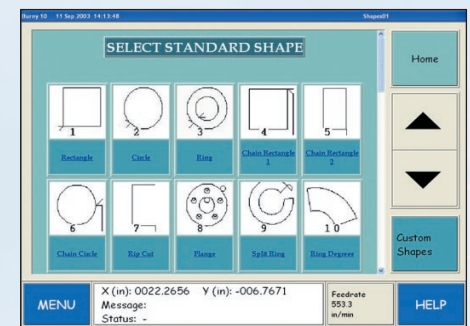 Burny 10   11 Sep 2003   14:13:48   Shapes01
SELECT STANDARD SHAPE
Home
1 2 3 4 5
Rectangle Circle Ring Chain Rectangle 1 Chain Rectangle 2
6 7 8 9 10
Chain Circle Rip Cut Flange Split Ring Ring Degrees
Custom
Shapes
MENU
X (in): 0022.2656   Y (in): -006.7671
Message:
Status: -
Feedrate
553.3
in/min
HELP